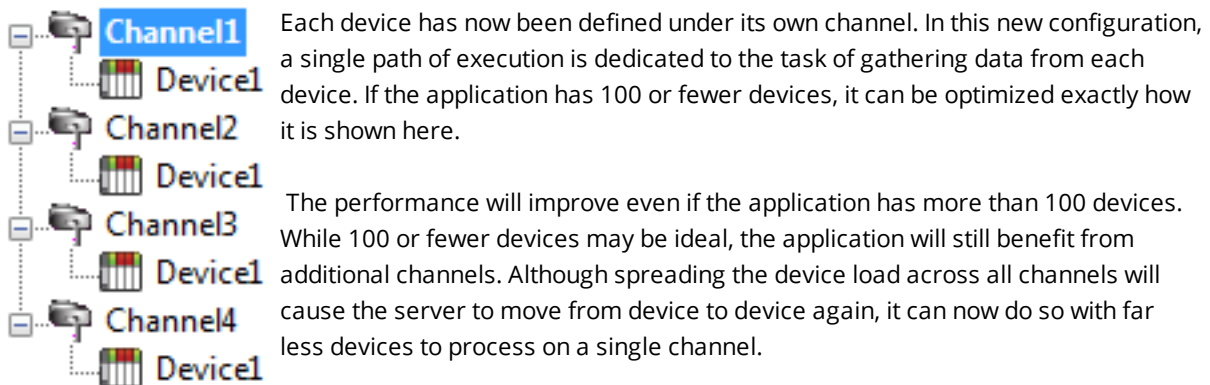 Channel1
Device1
Channel2
Device1
Channel3
Device1
Channel4
Device1
Each device has now been defined under its own channel. In this new configuration,
a single path of execution is dedicated to the task of gathering data from each
device. If the application has 100 or fewer devices, it can be optimized exactly how
it is shown here.
The performance will improve even if the application has more than 100 devices.
While 100 or fewer devices may be ideal, the application will still benefit from
additional channels. Although spreading the device load across all channels will
cause the server to move from device to device again, it can now do so with far
less devices to process on a single channel.